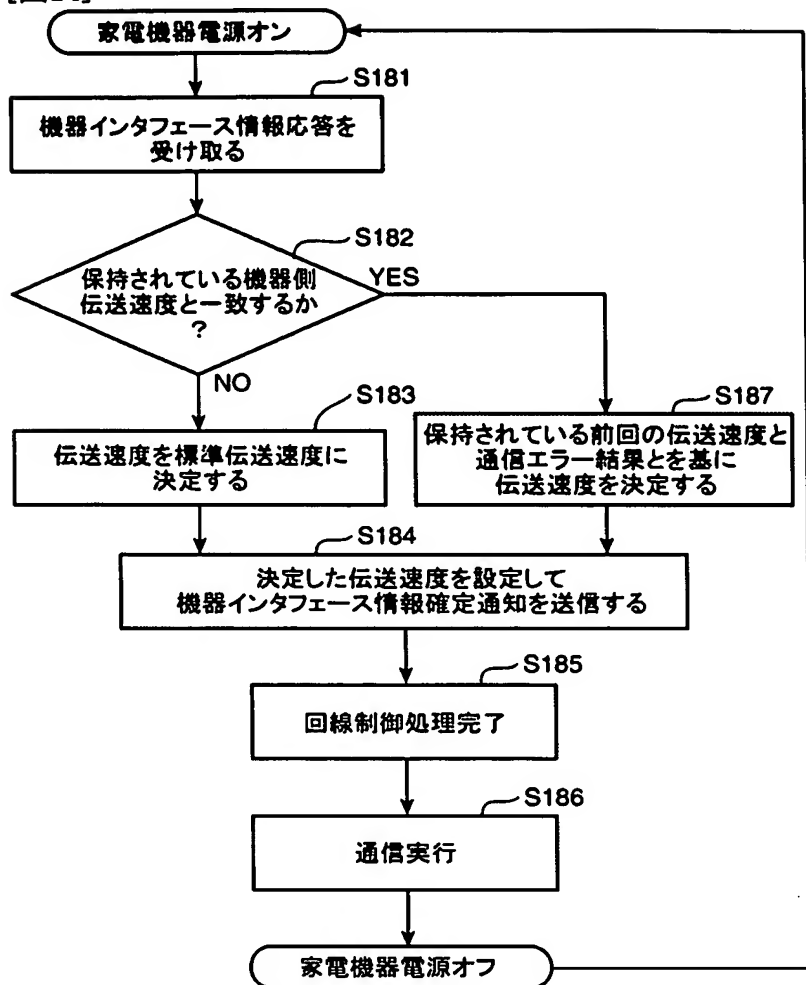 家電機器電源オン
S181
機器インタフェース情報応答を
受け取る
S182
保持されている機器側
伝送速度と一致するか
?
YES
NO
S183
伝送速度を標準伝送速度に
決定する
S187
保持されている前回の伝送速度と
通信エラー結果とを基に
伝送速度を決定する
S184
決定した伝送速度を設定して
機器インタフェース情報確定通知を送信する
S185
回線制御処理完了
S186
通信実行
家電機器電源オフ